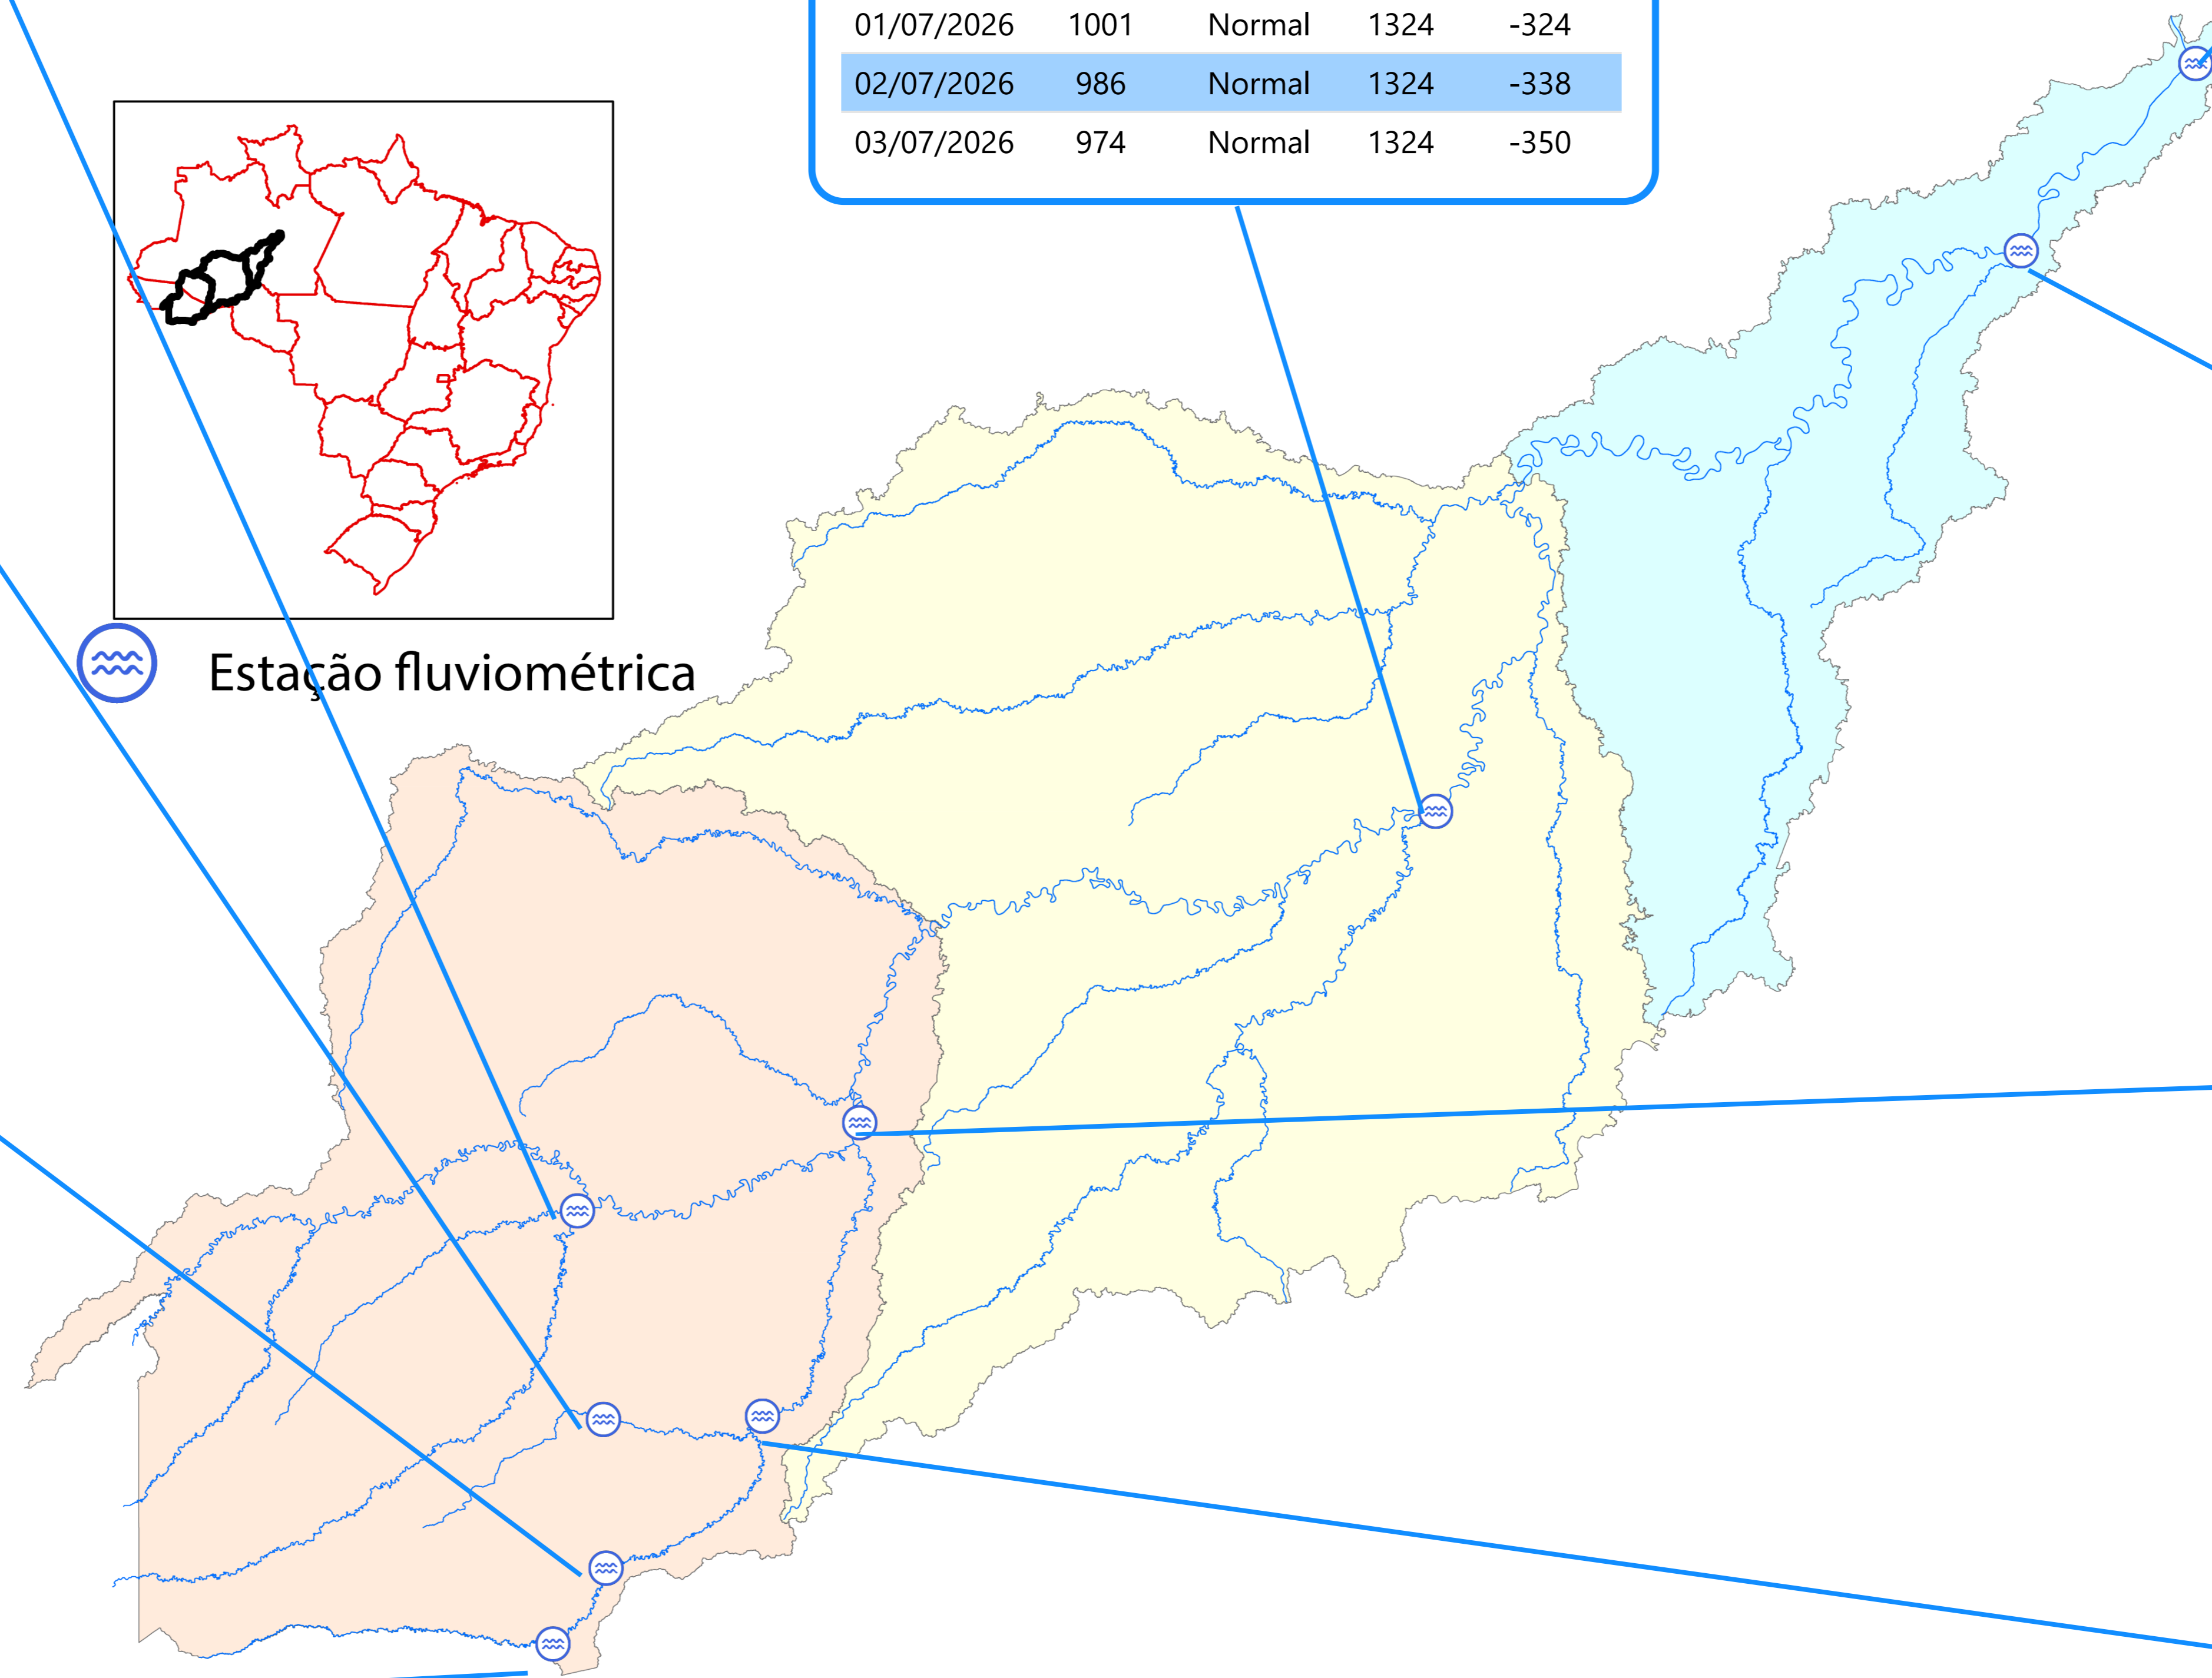 01/07/2026 1001 Normal 1324 -324
02/07/2026 986 Normal 1324 -338
03/07/2026 974 Normal 1324 -350
Estação fluviométrica